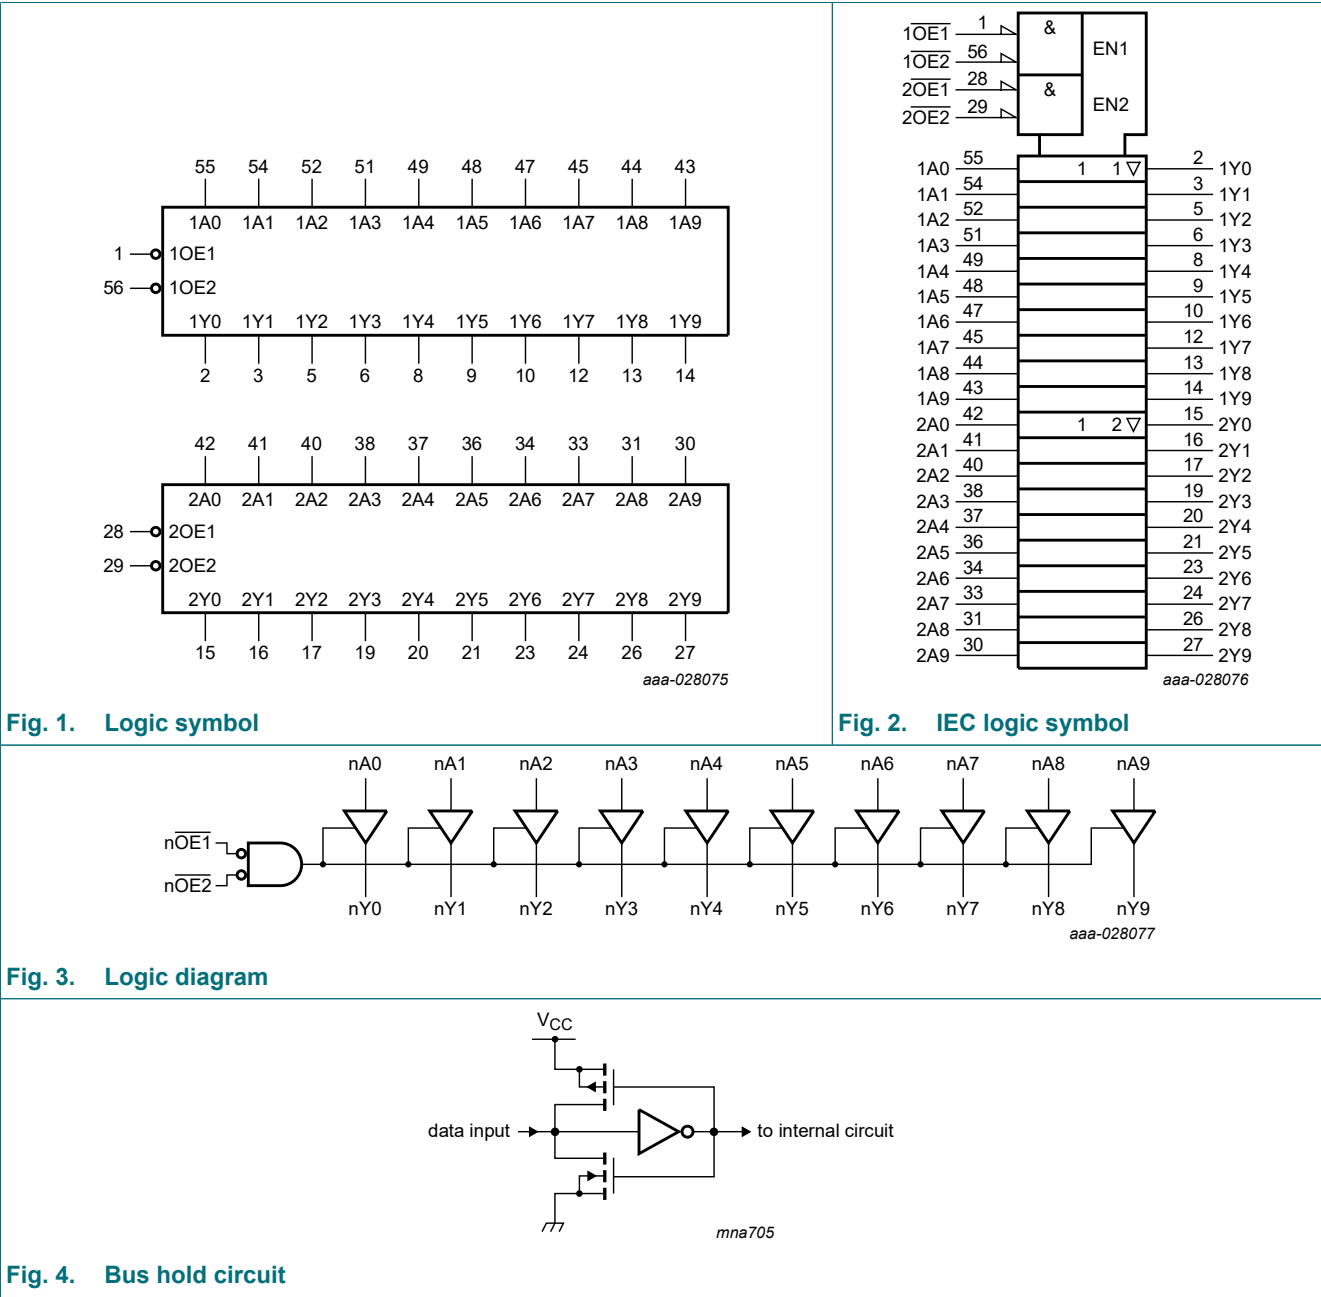 55 54 52 51 49 48 47 45 44 43
1A0 1A1 1A2 1A3 1A4 1A5 1A6 1A7 1A8 1A9
1 1OE1
56 1OE2
1Y0 1Y1 1Y2 1Y3 1Y4 1Y5 1Y6 1Y7 1Y8 1Y9
2 3 5 6 8 9 10 12 13 14
42 41 40 38 37 36 34 33 31 30
2A0 2A1 2A2 2A3 2A4 2A5 2A6 2A7 2A8 2A9
28 2OE1
29 2OE2
2Y0 2Y1 2Y2 2Y3 2Y4 2Y5 2Y6 2Y7 2Y8 2Y9
15 16 17 19 20 21 23 24 26 27
aaa-028075
Fig. 1. Logic symbol
1O̅E̅1̅ 1 & EN1
1O̅E̅2̅ 56
2O̅E̅1̅ 28 & EN2
2O̅E̅2̅ 29
1A0 55 1 1 ▽ 2 1Y0
1A1 54 3 1Y1
1A2 52 5 1Y2
1A3 51 6 1Y3
1A4 49 8 1Y4
1A5 48 9 1Y5
1A6 47 10 1Y6
1A7 45 12 1Y7
1A8 44 13 1Y8
1A9 43 14 1Y9
2A0 42 1 2 ▽ 15 2Y0
2A1 41 16 2Y1
2A2 40 17 2Y2
2A3 38 19 2Y3
2A4 37 20 2Y4
2A5 36 21 2Y5
2A6 34 23 2Y6
2A7 33 24 2Y7
2A8 31 26 2Y8
2A9 30 27 2Y9
aaa-028076
Fig. 2. IEC logic symbol
nA0 nA1 nA2 nA3 nA4 nA5 nA6 nA7 nA8 nA9
nO̅E̅1̅
nO̅E̅2̅
nY0 nY1 nY2 nY3 nY4 nY5 nY6 nY7 nY8 nY9
aaa-028077
Fig. 3. Logic diagram
VCC
data input to internal circuit
mna705
Fig. 4. Bus hold circuit